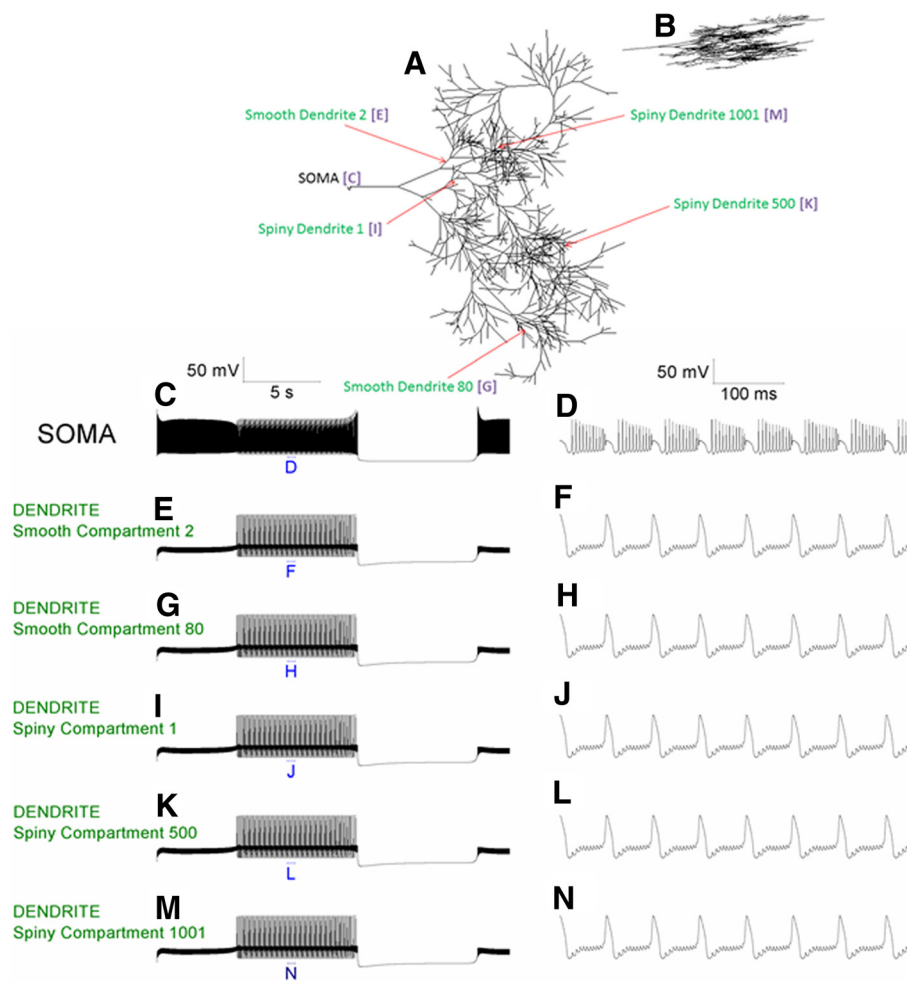 B
A
Smooth Dendrite 2 [E]
Spiny Dendrite 1001 [M]
SOMA [C]
Spiny Dendrite 500 [K]
Spiny Dendrite 1 [I]
Smooth Dendrite 80 [G]
50 mV
5 s
50 mV
100 ms
C
D
SOMA
D
DENDRITE
Smooth Compartment 2
E
F
F
DENDRITE
Smooth Compartment 80
G
H
H
DENDRITE
Spiny Compartment 1
I
J
J
DENDRITE
Spiny Compartment 500
K
L
L
DENDRITE
Spiny Compartment 1001
M
N
N